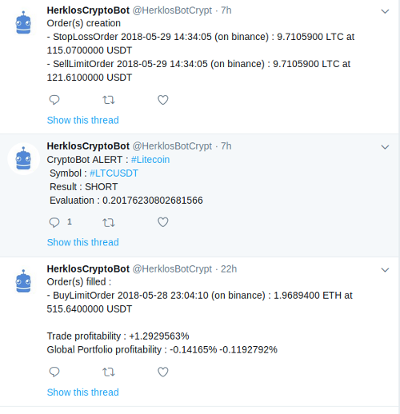 HerklosCryptoBot @HerklosBotCrypt · 7h
Order(s) creation
- StopLossOrder 2018-05-29 14:34:05 (on binance) : 9.7105900 LTC at
115.0700000 USDT
- SellLimitOrder 2018-05-29 14:34:05 (on binance) : 9.7105900 LTC at
121.6100000 USDT
Show this thread
HerklosCryptoBot @HerklosBotCrypt · 7h
CryptoBot ALERT : #Litecoin
Symbol : #LTCUSDT
Result : SHORT
Evaluation : 0.20176230802681566
1
Show this thread
HerklosCryptoBot @HerklosBotCrypt · 22h
Order(s) filled :
- BuyLimitOrder 2018-05-28 23:04:10 (on binance) : 1.9689400 ETH at
515.6400000 USDT
Trade profitability : +1.2929563%
Global Portfolio profitability : -0.14165% -0.1192792%
Show this thread